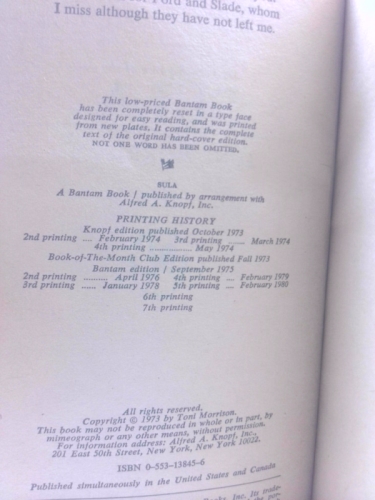 Ford and Slade, whom
I miss although they have not left me.
This low-priced Bantam Book
has been completely reset in a type face
designed for easy reading, and was printed
from new plates. It contains the complete
text of the original hard-cover edition.
NOT ONE WORD HAS BEEN OMITTED.
SULA
A Bantam Book / published by arrangement with
Alfred A. Knopf, Inc.
PRINTING HISTORY
Knopf edition published October 1973
2nd printing .... February 1974 3rd printing ........ March 1974
4th printing ................ May 1974
Book-of-The-Month Club Edition published Fall 1973
Bantam edition / September 1975
2nd printing ......... April 1976 4th printing .... February 1979
3rd printing ...... January 1978 5th printing .... February 1980
6th printing
7th printing
All rights reserved.
Copyright © 1973 by Toni Morrison.
This book may not be reproduced in whole or in part, by
mimeograph or any other means, without permission.
For information address: Alfred A. Knopf, Inc.,
201 East 50th Street, New York, New York 10022.
ISBN 0-553-13845-6
Published simultaneously in the United States and Canada
Books, Inc. Its trade-